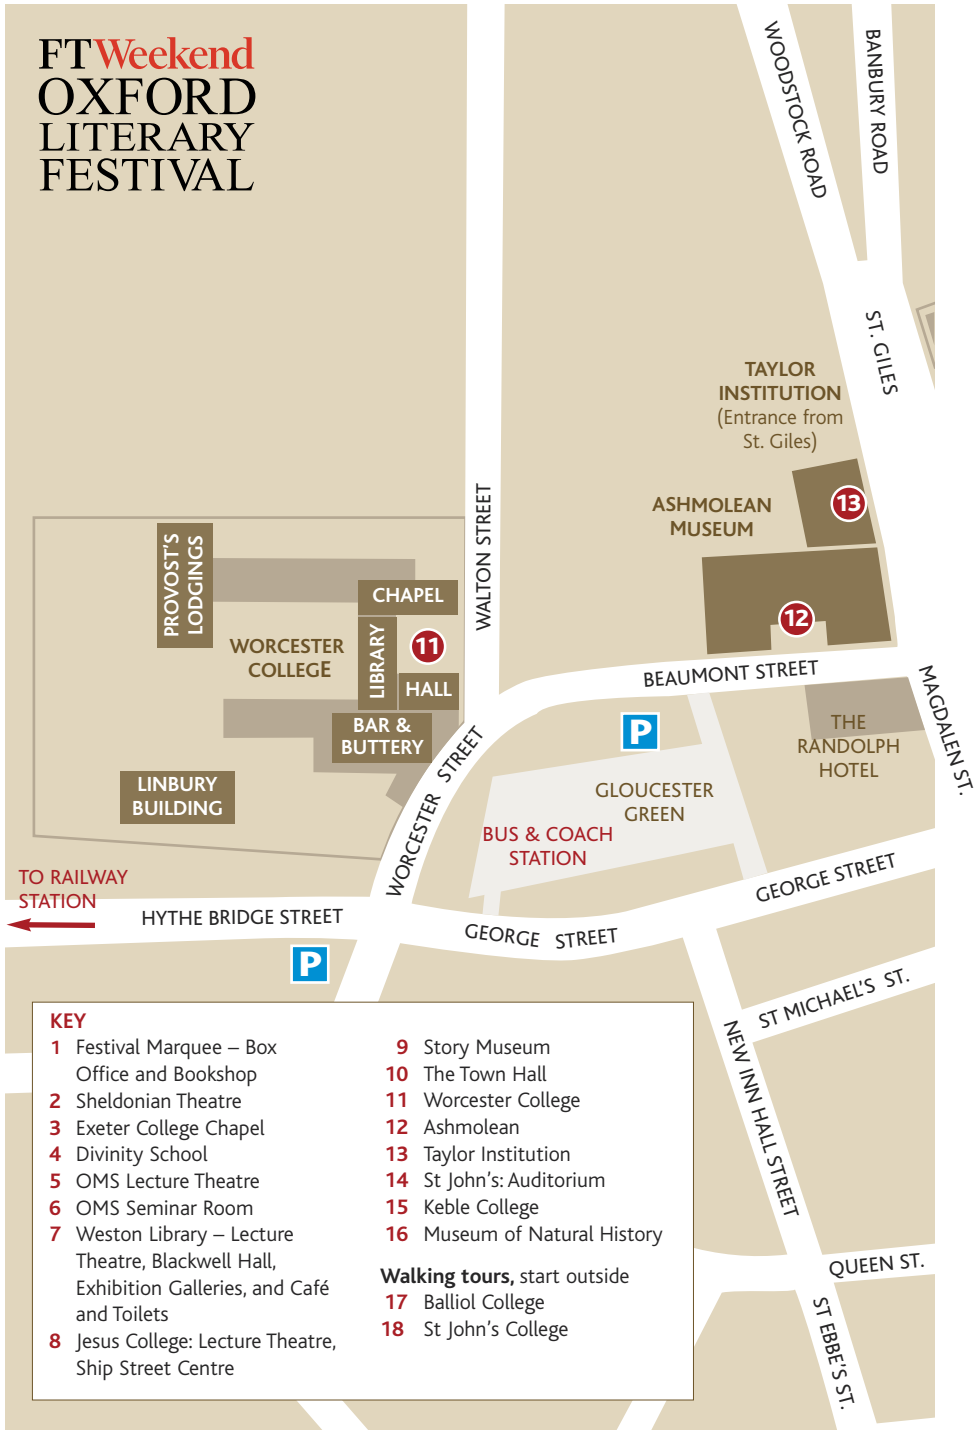 FT Weekend
OXFORD
LITERARY
FESTIVAL
WOODSTOCK ROAD
BANBURY ROAD
ST. GILES
TAYLOR
INSTITUTION
(Entrance from
St. Giles)
13
ASHMOLEAN
MUSEUM
12
WALTON STREET
PROVOST'S
LODGINGS
CHAPEL
WORCESTER
COLLEGE
LIBRARY
11
HALL
BAR &
BUTTERY
LINBURY
BUILDING
BEAUMONT STREET
MAGDALEN ST.
P
THE
RANDOLPH
HOTEL
WORCESTER STREET
GLOUCESTER
GREEN
BUS & COACH
STATION
TO RAILWAY
STATION
HYTHE BRIDGE STREET
GEORGE STREET
GEORGE STREET
P
ST MICHAEL'S ST.
NEW INN HALL STREET
QUEEN ST.
ST EBBE'S ST.
KEY
1 Festival Marquee – Box
Office and Bookshop
2 Sheldonian Theatre
3 Exeter College Chapel
4 Divinity School
5 OMS Lecture Theatre
6 OMS Seminar Room
7 Weston Library – Lecture
Theatre, Blackwell Hall,
Exhibition Galleries, and Café
and Toilets
8 Jesus College: Lecture Theatre,
Ship Street Centre
9 Story Museum
10 The Town Hall
11 Worcester College
12 Ashmolean
13 Taylor Institution
14 St John's: Auditorium
15 Keble College
16 Museum of Natural History
Walking tours, start outside
17 Balliol College
18 St John's College